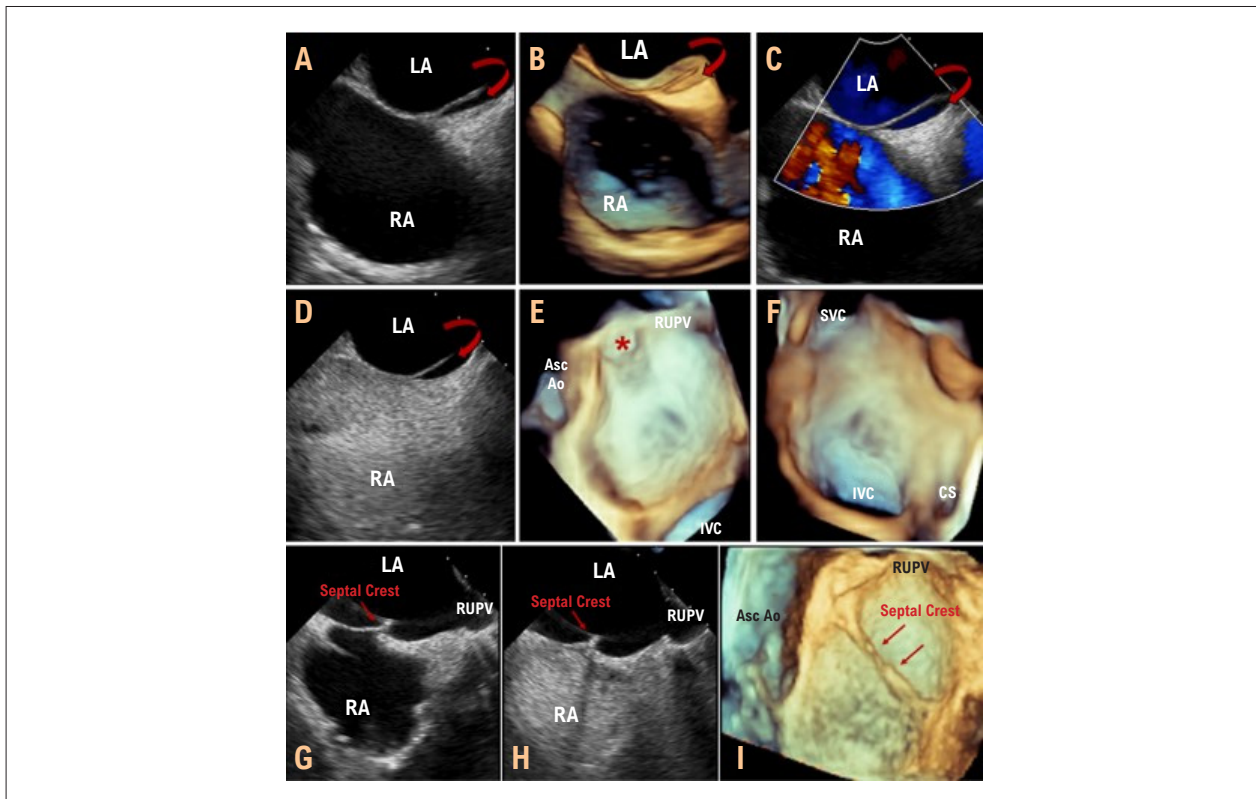 A
LA
RA
B
LA
RA
C
LA
RA
D
LA
RA
E
RUPV
*
Asc
Ao
IVC
F
SVC
IVC
CS
LA
Septal Crest
RUPV
RA
G
LA
Septal Crest
RUPV
RA
H
RUPV
Septal Crest
Asc Ao
I